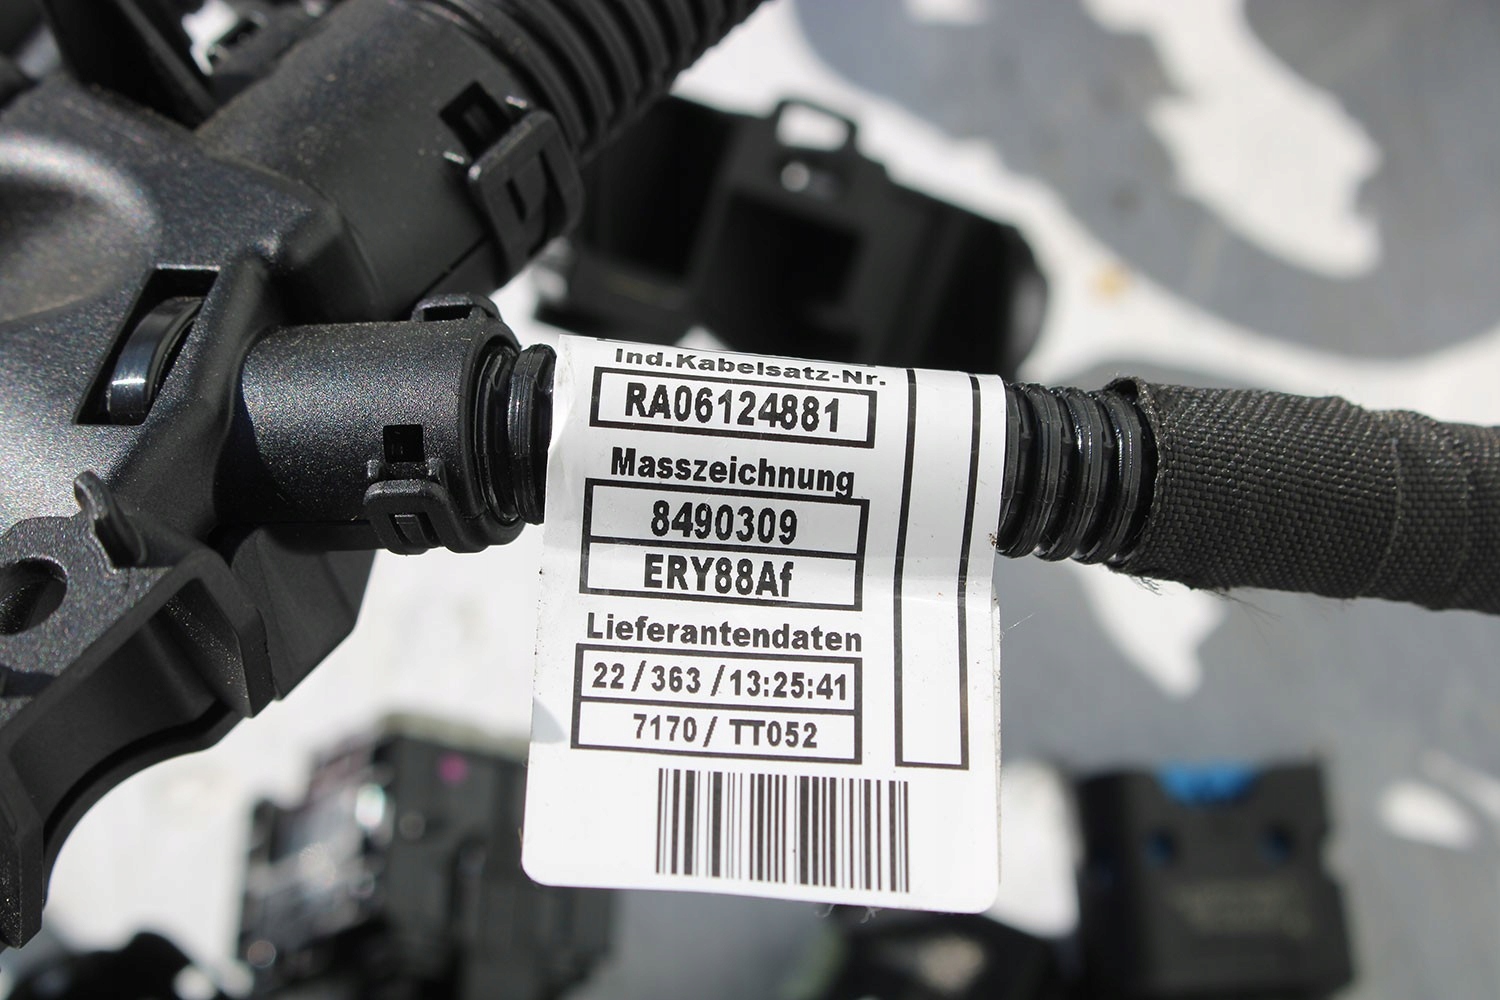 Ind.Kabelsatz-Nr.
RA06124881
Masszeichnung
8490309
ERY88Af
Lieferantendaten
22/363/13:25:41
7170/ TT052